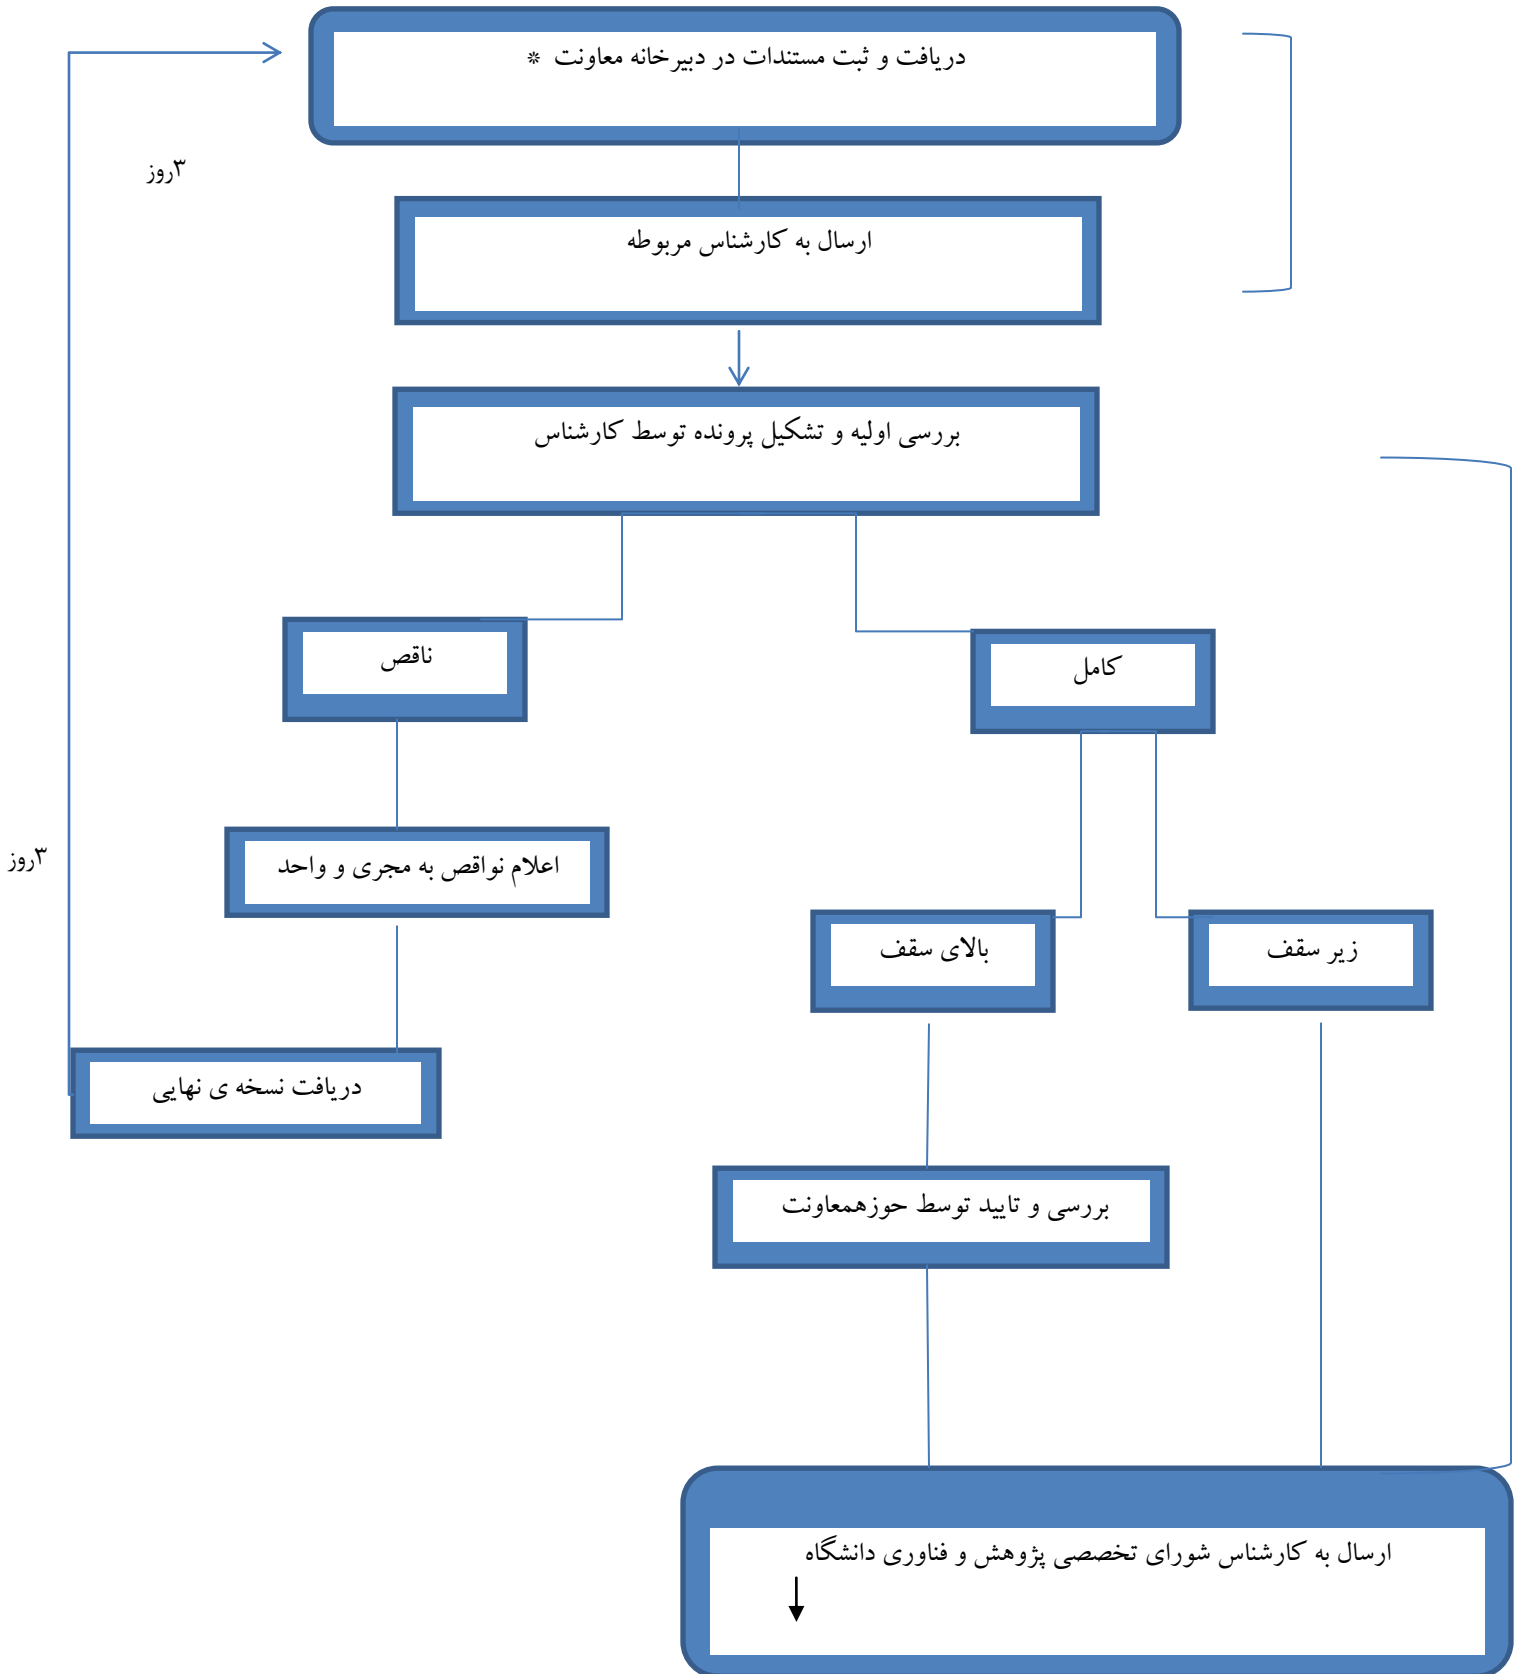 دریافت و ثبت مستندات در دبیرخانه معاونت *
۳روز
ارسال به کارشناس مربوطه
بررسی اولیه و تشکیل پرونده توسط کارشناس
ناقص
کامل
۳روز
اعلام نواقص به مجری و واحد
بالای سقف
زیر سقف
دریافت نسخه ی نهایی
بررسی و تایید توسط حوزهمعاونت
ارسال به کارشناس شورای تخصصی پژوهش و فناوری دانشگاه